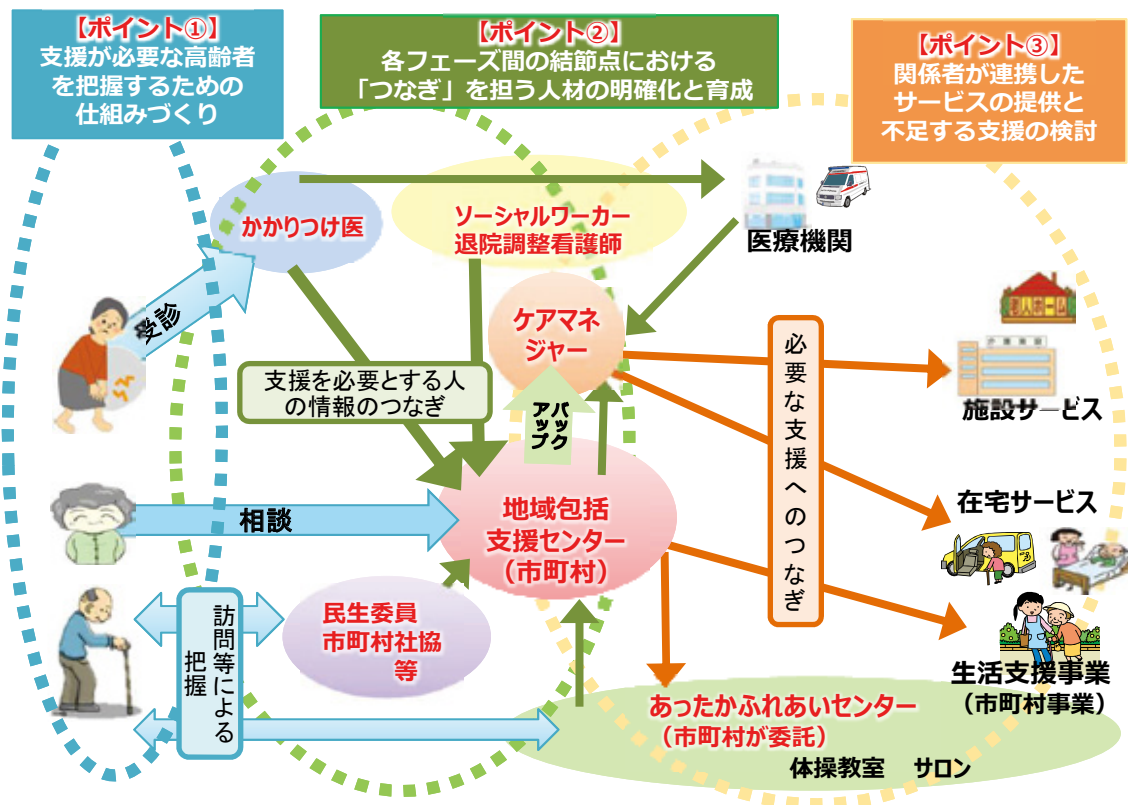 【ポイント①】
支援が必要な高齢者
を把握するための
仕組みづくり
【ポイント②】
各フェーズ間の結節点における
「つなぎ」を担う人材の明確化と育成
【ポイント③】
関係者が連携した
サービスの提供と
不足する支援の検討
かかりつけ医
ソーシャルワーカー
退院調整看護師
医療機関
受診
ケアマネ
ジャー
老人ホーム
支援を必要とする人
の情報のつなぎ
バック
アップ
必要な支援へのつなぎ
施設サービス
相談
地域包括
支援センター
（市町村）
在宅サービス
訪問等による
把握
民生委員
市町村社協
等
生活支援事業
（市町村事業）
あったかふれあいセンター
（市町村が委託）
体操教室　サロン